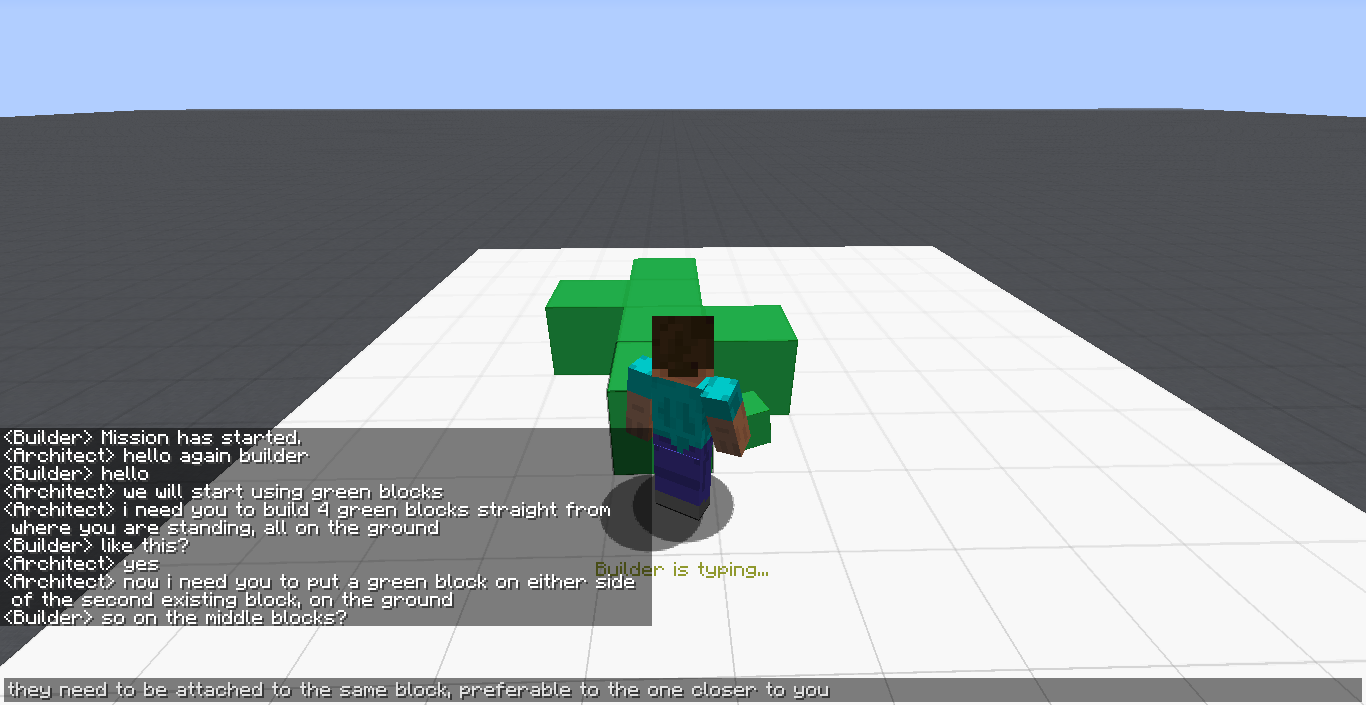 <Builder> Mission has started.
<Architect> hello again builder
<Builder> hello
<Architect> we will start using green blocks
<Architect> i need you to build 4 green blocks straight from
where you are standing, all on the ground
<Builder> like this?
<Architect> yes
<Architect> now i need you to put a green block on either side
of the second existing block, on the ground
<Builder> so on the middle blocks?
Builder is typing...
they need to be attached to the same block, preferable to the one closer to you